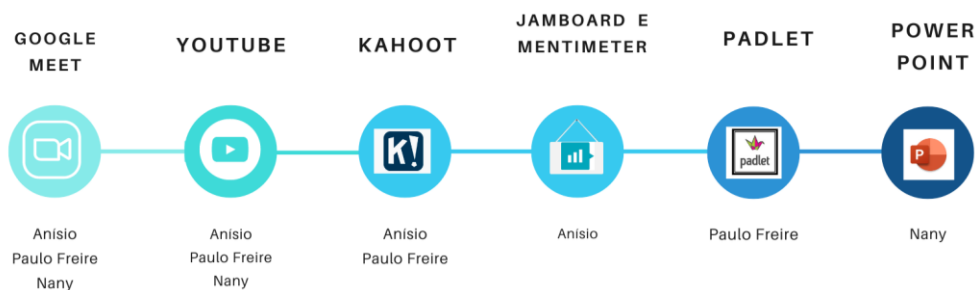 GOOGLE
MEET
YOUTUBE
KAHOOT
JAMBOARD E
MENTIMETER
PADLET
POWER
POINT
K!
padlet
P
Anísio
Paulo Freire
Nany
Anísio
Paulo Freire
Nany
Anísio
Paulo Freire
Anísio
Paulo Freire
Nany